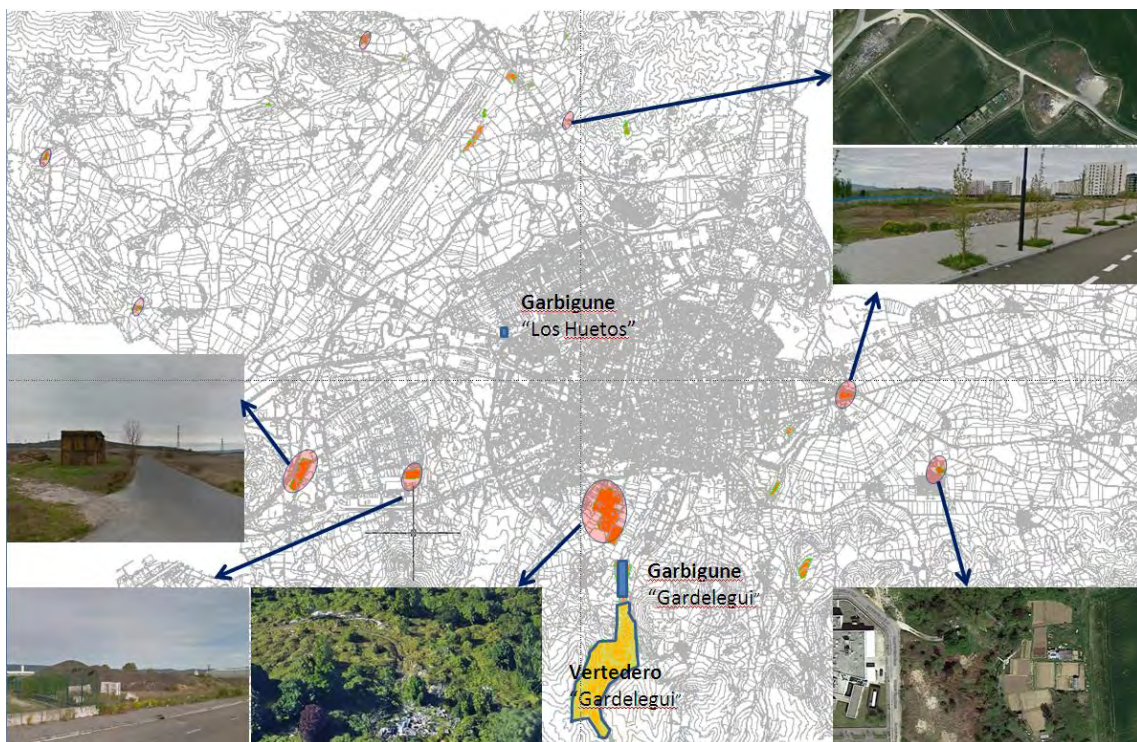 Garbigune
“Los Huetos”
Garbigune
“Gardelegui”
Vertedero
“Gardelegui”